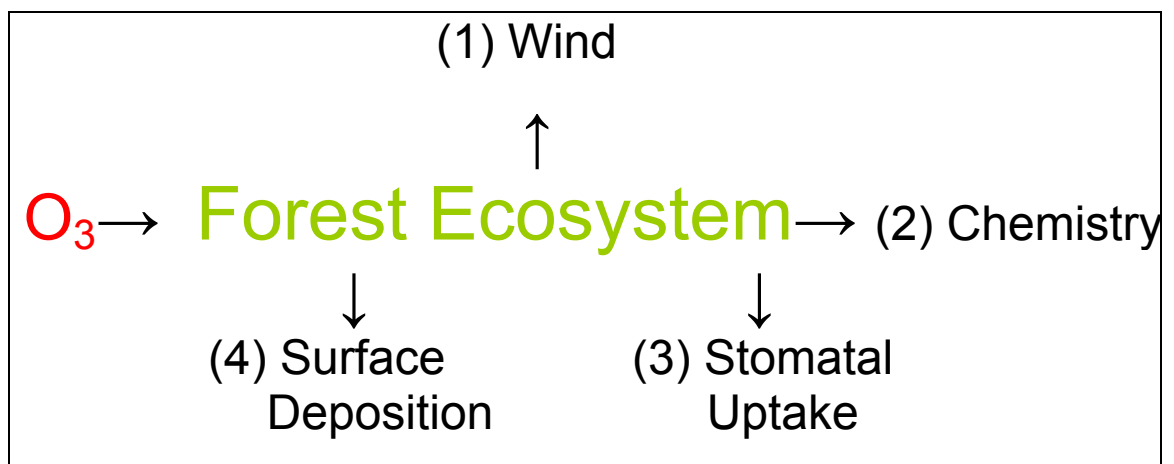 (1) Wind
↑
O₃→ Forest Ecosystem→ (2) Chemistry
↓ ↓
(4) Surface (3) Stomatal
Deposition Uptake